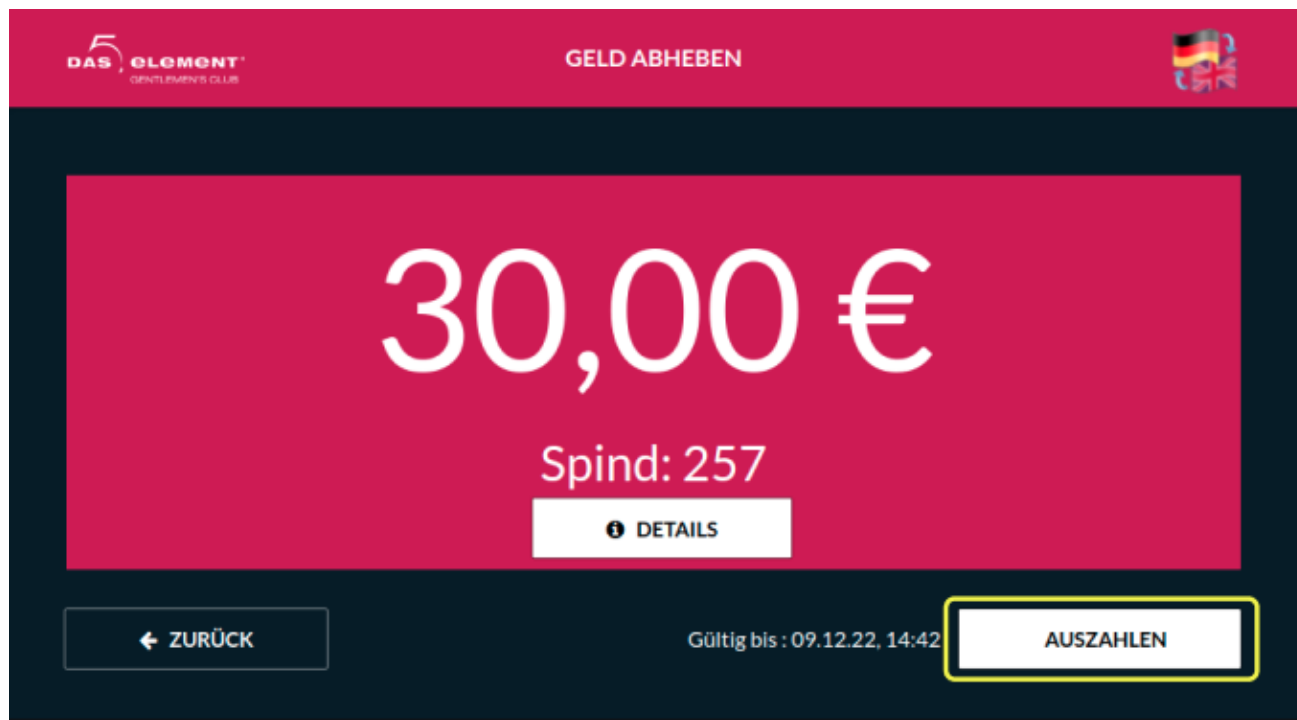 DAS 5 ELEMENT
GENTLEMEN'S CLUB
GELD ABHEBEN
30,00 €
Spind: 257
DETAILS
ZURÜCK
Gültig bis : 09.12.22, 14:42
AUSZAHLEN